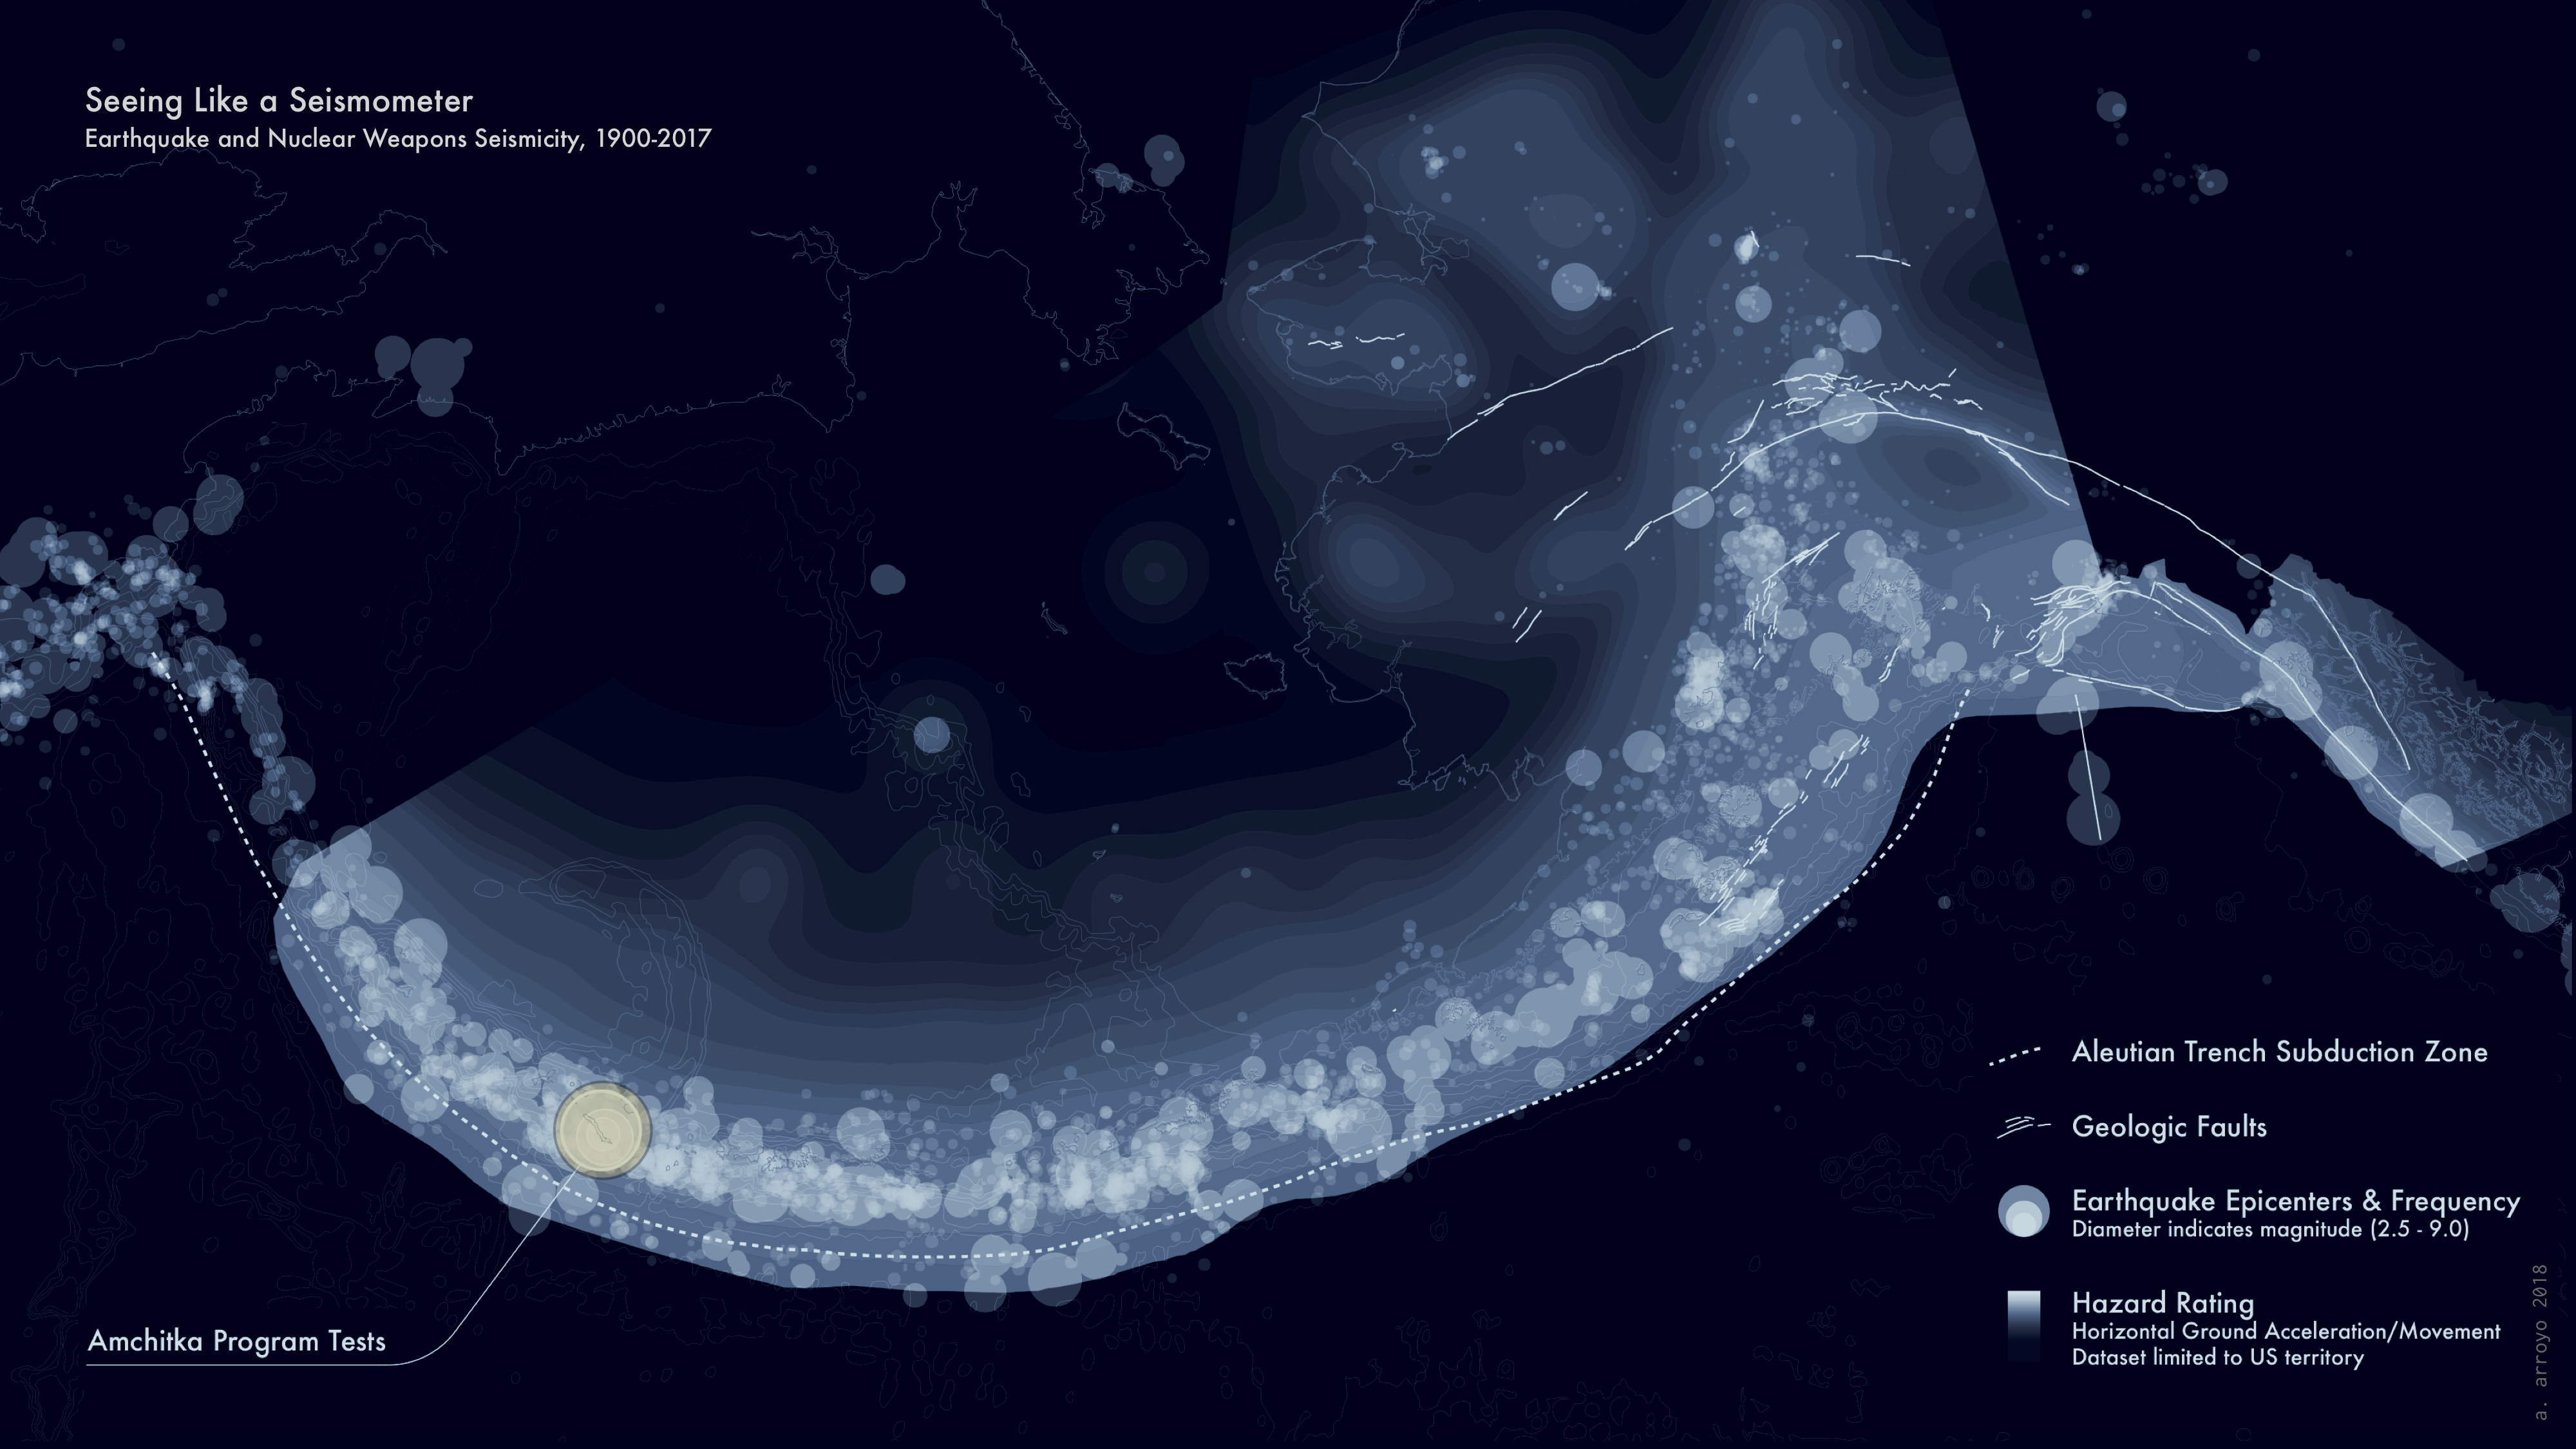 Seeing Like a Seismometer
Earthquake and Nuclear Weapons Seismicity, 1900-2017
Aleutian Trench Subduction Zone
Geologic Faults
Earthquake Epicenters & Frequency
Diameter indicates magnitude (2.5 - 9.0)
Hazard Rating
Horizontal Ground Acceleration/Movement
Dataset limited to US territory
Amchitka Program Tests
a. arroyo 2018